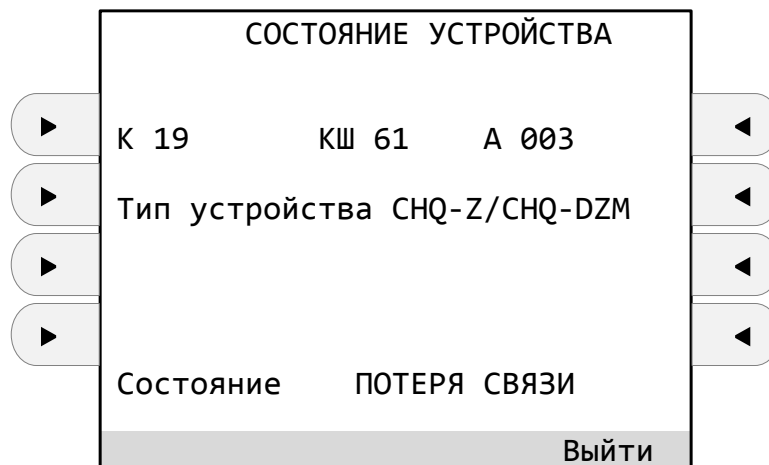 СОСТОЯНИЕ УСТРОЙСТВА
К 19 КШ 61 А 003
Тип устройства CHQ-Z/CHQ-DZM
Состояние ПОТЕРЯ СВЯЗИ
Выйти